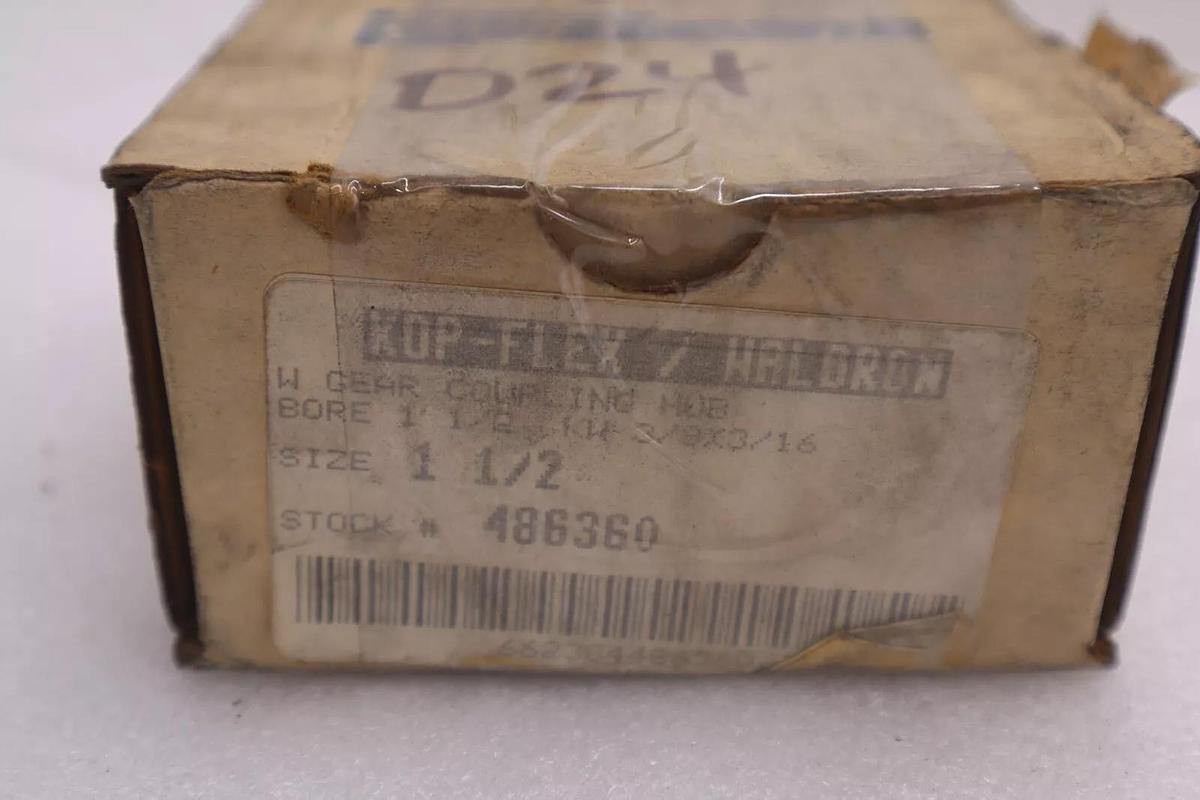 D24
KOP-FLEX / WALDRON
W GEAR COUPLING HUB
BORE 1 1/2 , KW 3/8X3/16
SIZE 1 1/2
STOCK # 486360